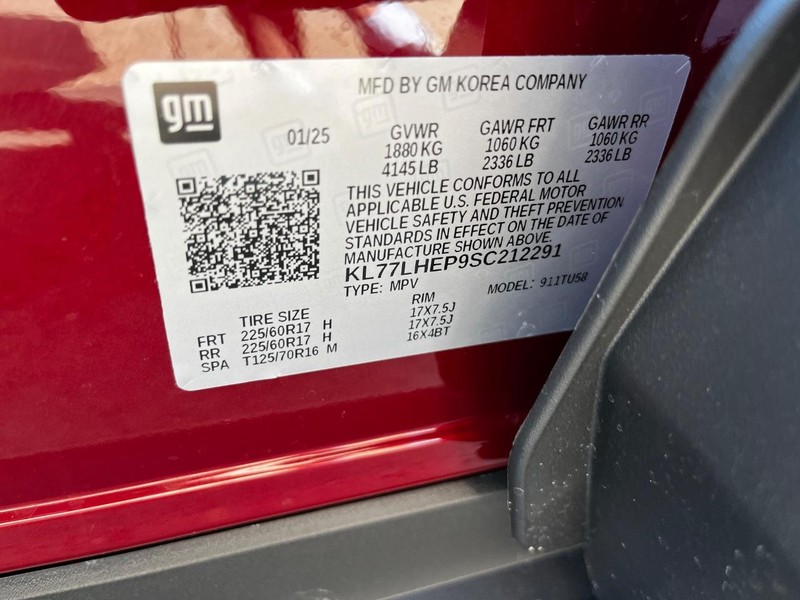 gm
MFD BY GM KOREA COMPANY
01/25
GVWR GAWR FRT GAWR RR
1880 KG 1060 KG 1060 KG
4145 LB 2336 LB 2336 LB
THIS VEHICLE CONFORMS TO ALL
APPLICABLE U.S. FEDERAL MOTOR
VEHICLE SAFETY AND THEFT PREVENTION
STANDARDS IN EFFECT ON THE DATE OF
MANUFACTURE SHOWN ABOVE.
KL77LHEP9SC212291
TYPE: MPV MODEL: 911TU58
TIRE SIZE RIM
FRT 225/60R17 H 17X7.5J
RR 225/60R17 H 17X7.5J
SPA T125/70R16 M 16X4BT